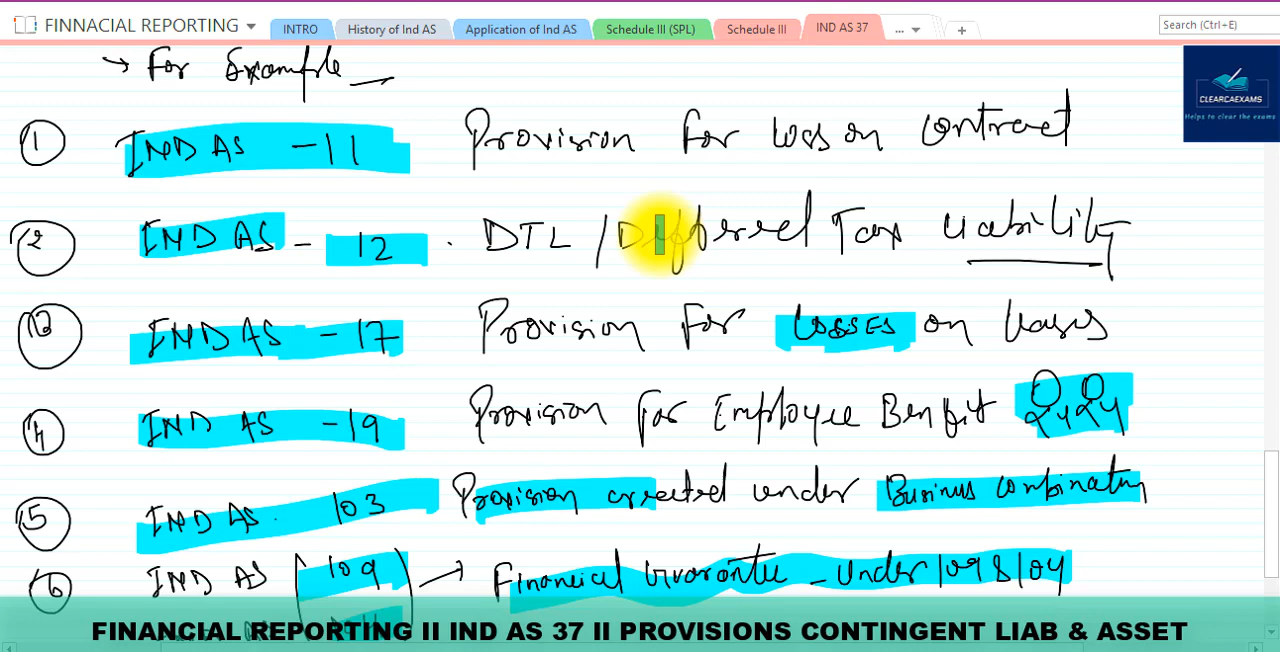 FINNACIAL REPORTING
INTRO
History of Ind AS
Application of Ind AS
Schedule III (SPL)
Schedule III
IND AS 37
...
+
Search (Ctrl+E)
CLEARCAEXAMS
Helps to clear the exams
→ For Example
① IND AS - 11 Provision for loss on contract
② IND AS - 12 . DTL / Differred Tax liability
③ IND AS - 17 Provision for LOSSES on leases
④ IND AS - 19 Provision for Employee Benefit
⑤ IND AS 103 Provision created under Business combination
⑥ IND AS (109) → Financial Guarantee - under 109 & 104
FINANCIAL REPORTING II IND AS 37 II PROVISIONS CONTINGENT LIAB & ASSET